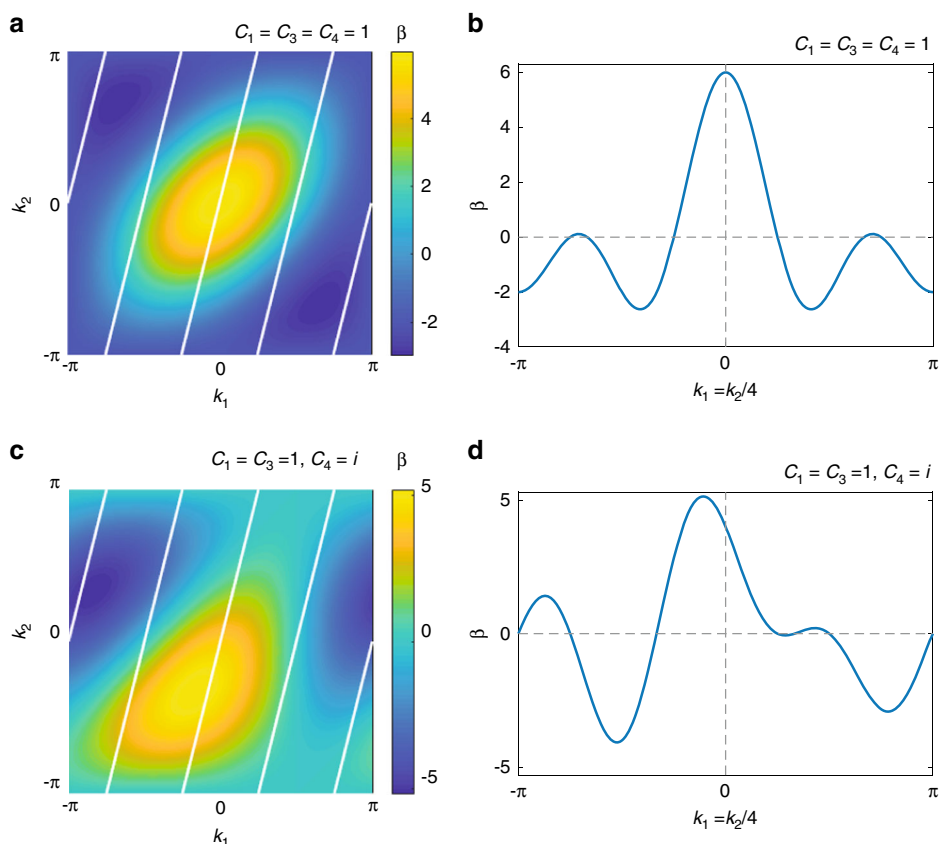 a
C₁ = C₃ = C₄ = 1 β
π
0
-π
k₂
-π 0 π
k₁
4
2
0
-2
b
C₁ = C₃ = C₄ = 1
6
4
2
0
-2
-4
β
-π 0 π
k₁ =k₂/4
c
C₁ = C₃ =1, C₄ = i β
π
0
-π
k₂
-π 0 π
k₁
5
0
-5
d
C₁ = C₃ =1, C₄ = i
5
0
-5
β
-π 0 π
k₁ =k₂/4